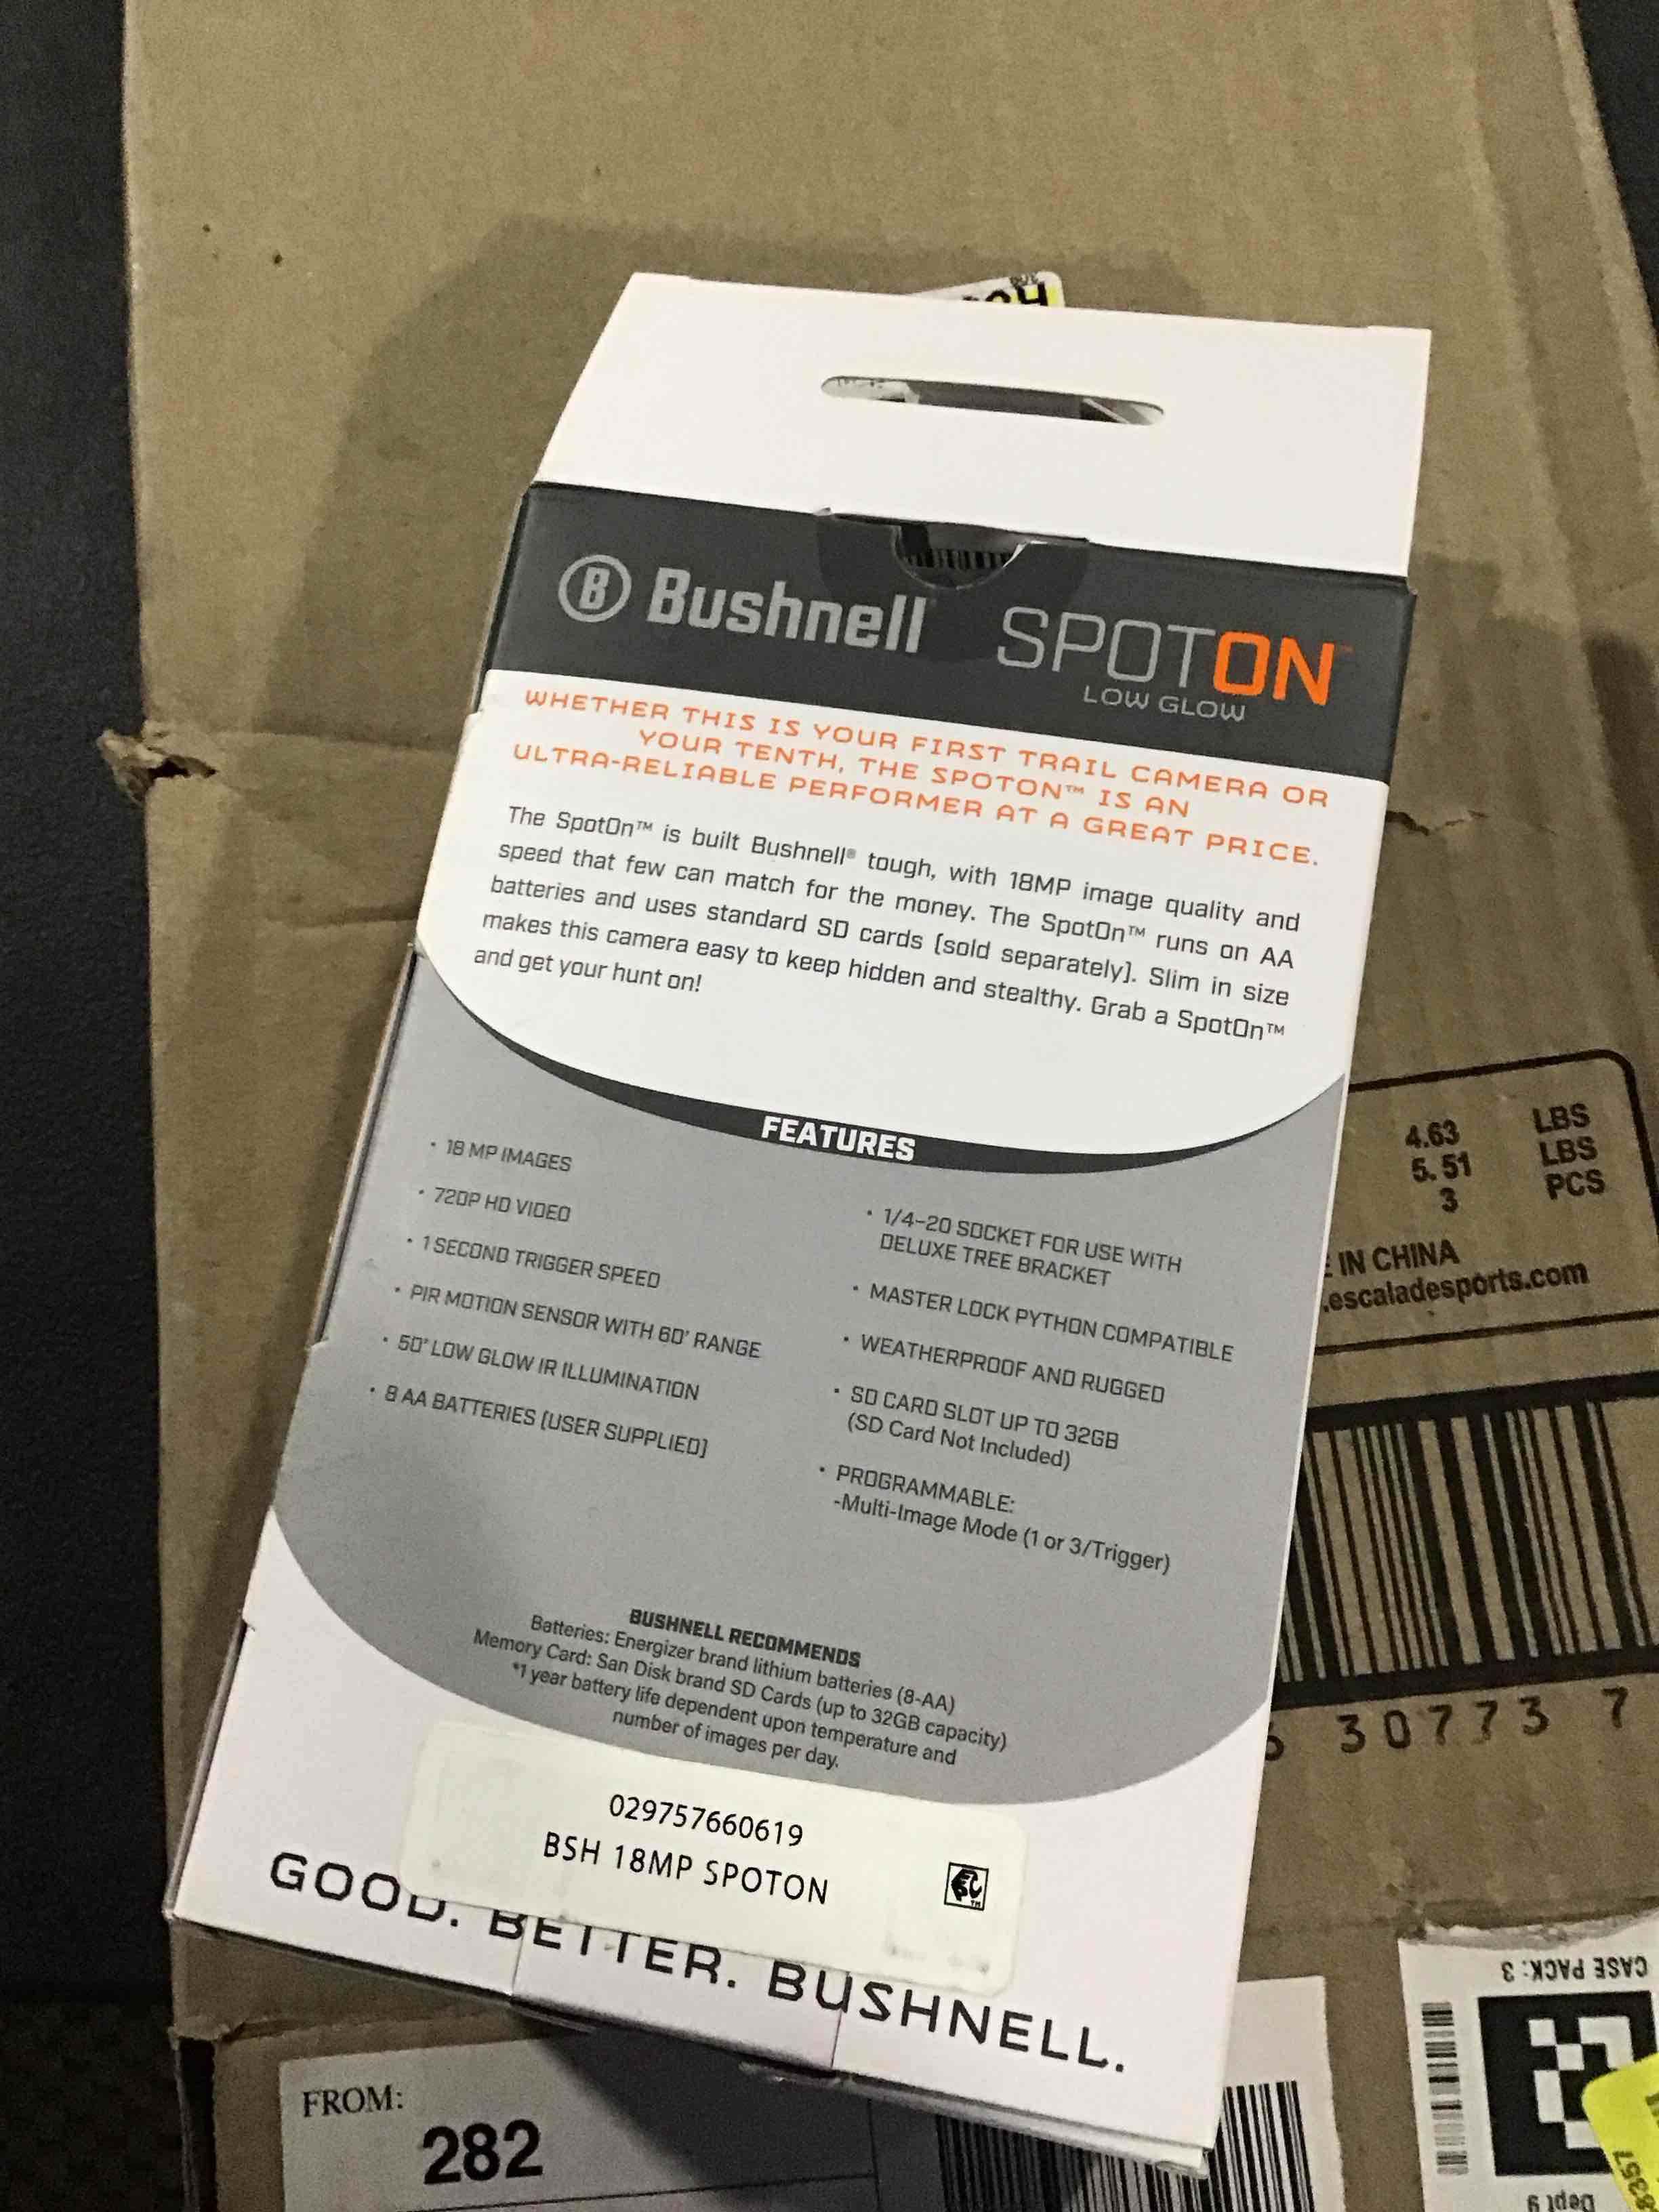 B Bushnell SPOTON™
LOW GLOW
WHETHER THIS IS YOUR FIRST TRAIL CAMERA OR
YOUR TENTH, THE SPOTON™ IS AN
ULTRA-RELIABLE PERFORMER AT A GREAT PRICE.
The SpotOn™ is built Bushnell® tough, with 18MP image quality and
speed that few can match for the money. The SpotOn™ runs on AA
batteries and uses standard SD cards [sold separately]. Slim in size
makes this camera easy to keep hidden and stealthy. Grab a SpotOn™
and get your hunt on!
FEATURES
• 18 MP IMAGES
• 720P HD VIDEO
• 1 SECOND TRIGGER SPEED
• PIR MOTION SENSOR WITH 60' RANGE
• 50' LOW GLOW IR ILLUMINATION
• 8 AA BATTERIES [USER SUPPLIED]
• 1/4-20 SOCKET FOR USE WITH
DELUXE TREE BRACKET
• MASTER LOCK PYTHON COMPATIBLE
• WEATHERPROOF AND RUGGED
• SD CARD SLOT UP TO 32GB
(SD Card Not Included)
• PROGRAMMABLE:
-Multi-Image Mode (1 or 3/Trigger)
BUSHNELL RECOMMENDS
Batteries: Energizer brand lithium batteries (8-AA)
Memory Card: San Disk brand SD Cards (up to 32GB capacity)
*1 year battery life dependent upon temperature and
number of images per day.
029757660619
BSH 18MP SPOTON
GOOD. BETTER. BUSHNELL.
4.63 LBS
5.51 LBS
3 PCS
IN CHINA
.escaladesports.com
30773 7
CASE PACK: 3
Dept 9
8357
FROM:
282